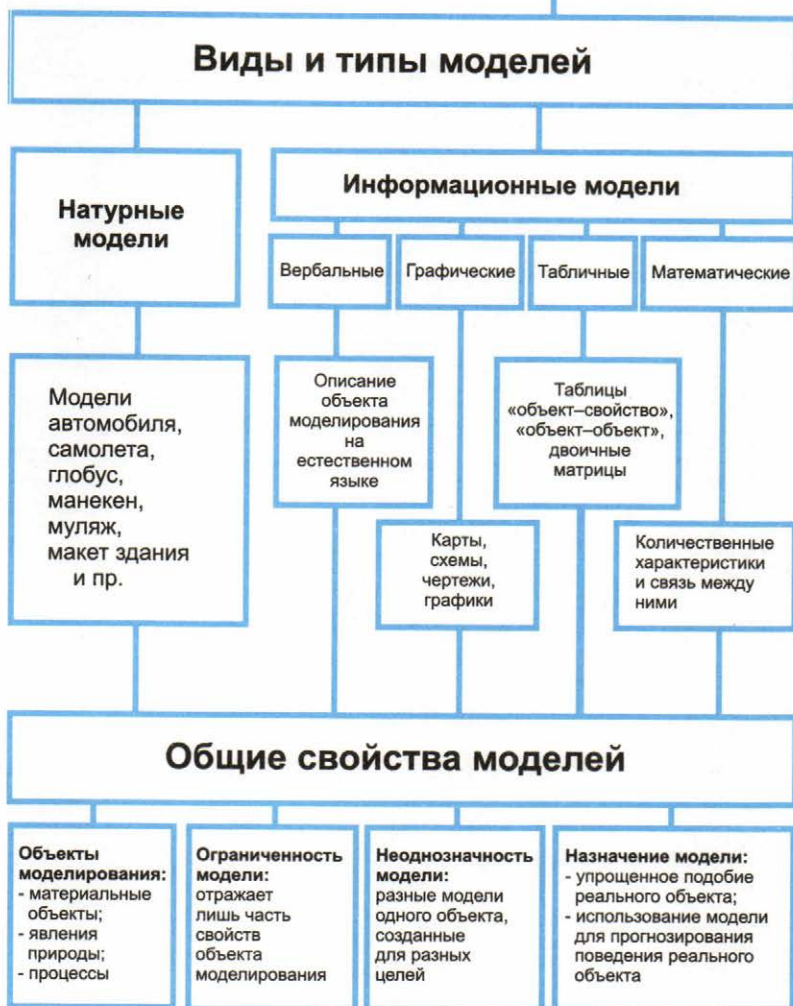 Виды и типы моделей
Натурные
модели
Информационные модели
Вербальные
Графические
Табличные
Математические
Модели
автомобиля,
самолета,
глобус,
манекен,
муляж,
макет здания
и пр.
Описание
объекта
моделирования
на
естественном
языке
Карты,
схемы,
чертежи,
графики
Таблицы
«объект–свойство»,
«объект–объект»,
двоичные
матрицы
Количественные
характеристики
и связь между
ними
Общие свойства моделей
Объекты
моделирования:
- материальные
объекты;
- явления
природы;
- процессы
Ограниченность
модели:
отражает
лишь часть
свойств
объекта
моделирования
Неоднозначность
модели:
разные модели
одного объекта,
созданные
для разных
целей
Назначение модели:
- упрощенное подобие
реального объекта;
- использование модели
для прогнозирования
поведения реального
объекта